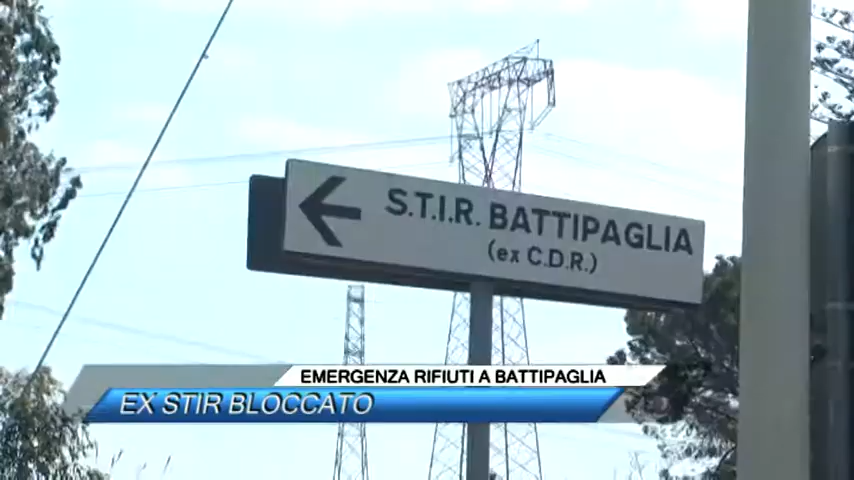 S.T.I.R. BATTIPAGLIA
(ex C.D.R.)
EMERGENZA RIFIUTI A BATTIPAGLIA
EX STIR BLOCCATO